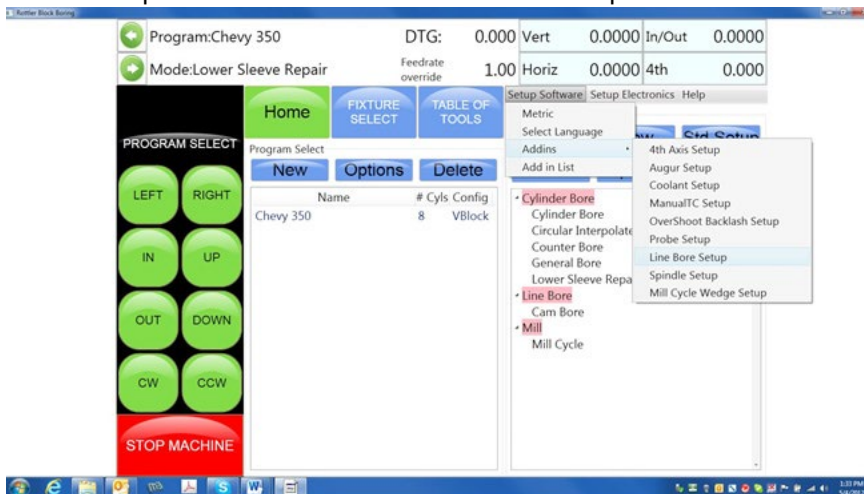 Rottler Block Boring
Program:Chevy 350 DTG: 0.000 Vert 0.0000 In/Out 0.0000
Mode:Lower Sleeve Repair Feedrate override 1.00 Horiz 0.0000 4th 0.000
Setup Software Setup Electronics Help
Home FIXTURE SELECT TABLE OF TOOLS
Metric
Select Language
Addins
Add in List
PROGRAM SELECT
Program Select
New Options Delete
Std Setup
4th Axis Setup
Augur Setup
Coolant Setup
ManualTC Setup
OverShoot Backlash Setup
Probe Setup
Line Bore Setup
Spindle Setup
Mill Cycle Wedge Setup
Name # Cyls Config
Chevy 350 8 VBlock
Cylinder Bore
Cylinder Bore
Circular Interpolate
Counter Bore
General Bore
Lower Sleeve Repa
Line Bore
Cam Bore
Mill
Mill Cycle
LEFT RIGHT
IN UP
OUT DOWN
CW CCW
STOP MACHINE
1:33 PM